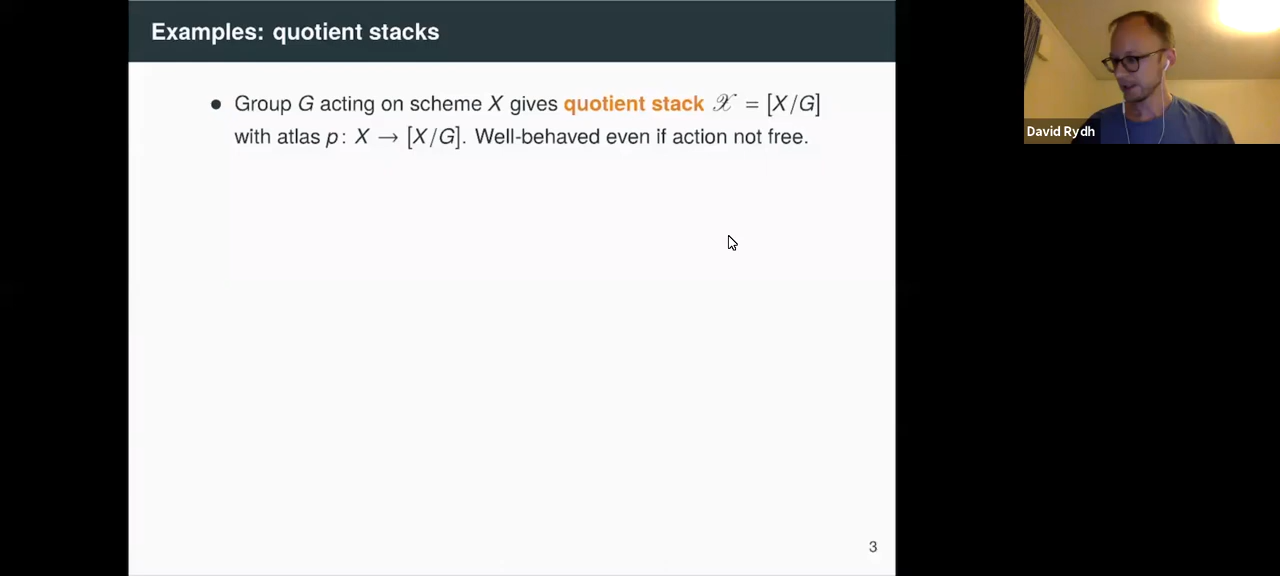 Examples: quotient stacks
• Group G acting on scheme X gives quotient stack 𝒳 = [X/G]
with atlas p: X → [X/G]. Well-behaved even if action not free.
David Rydh
3